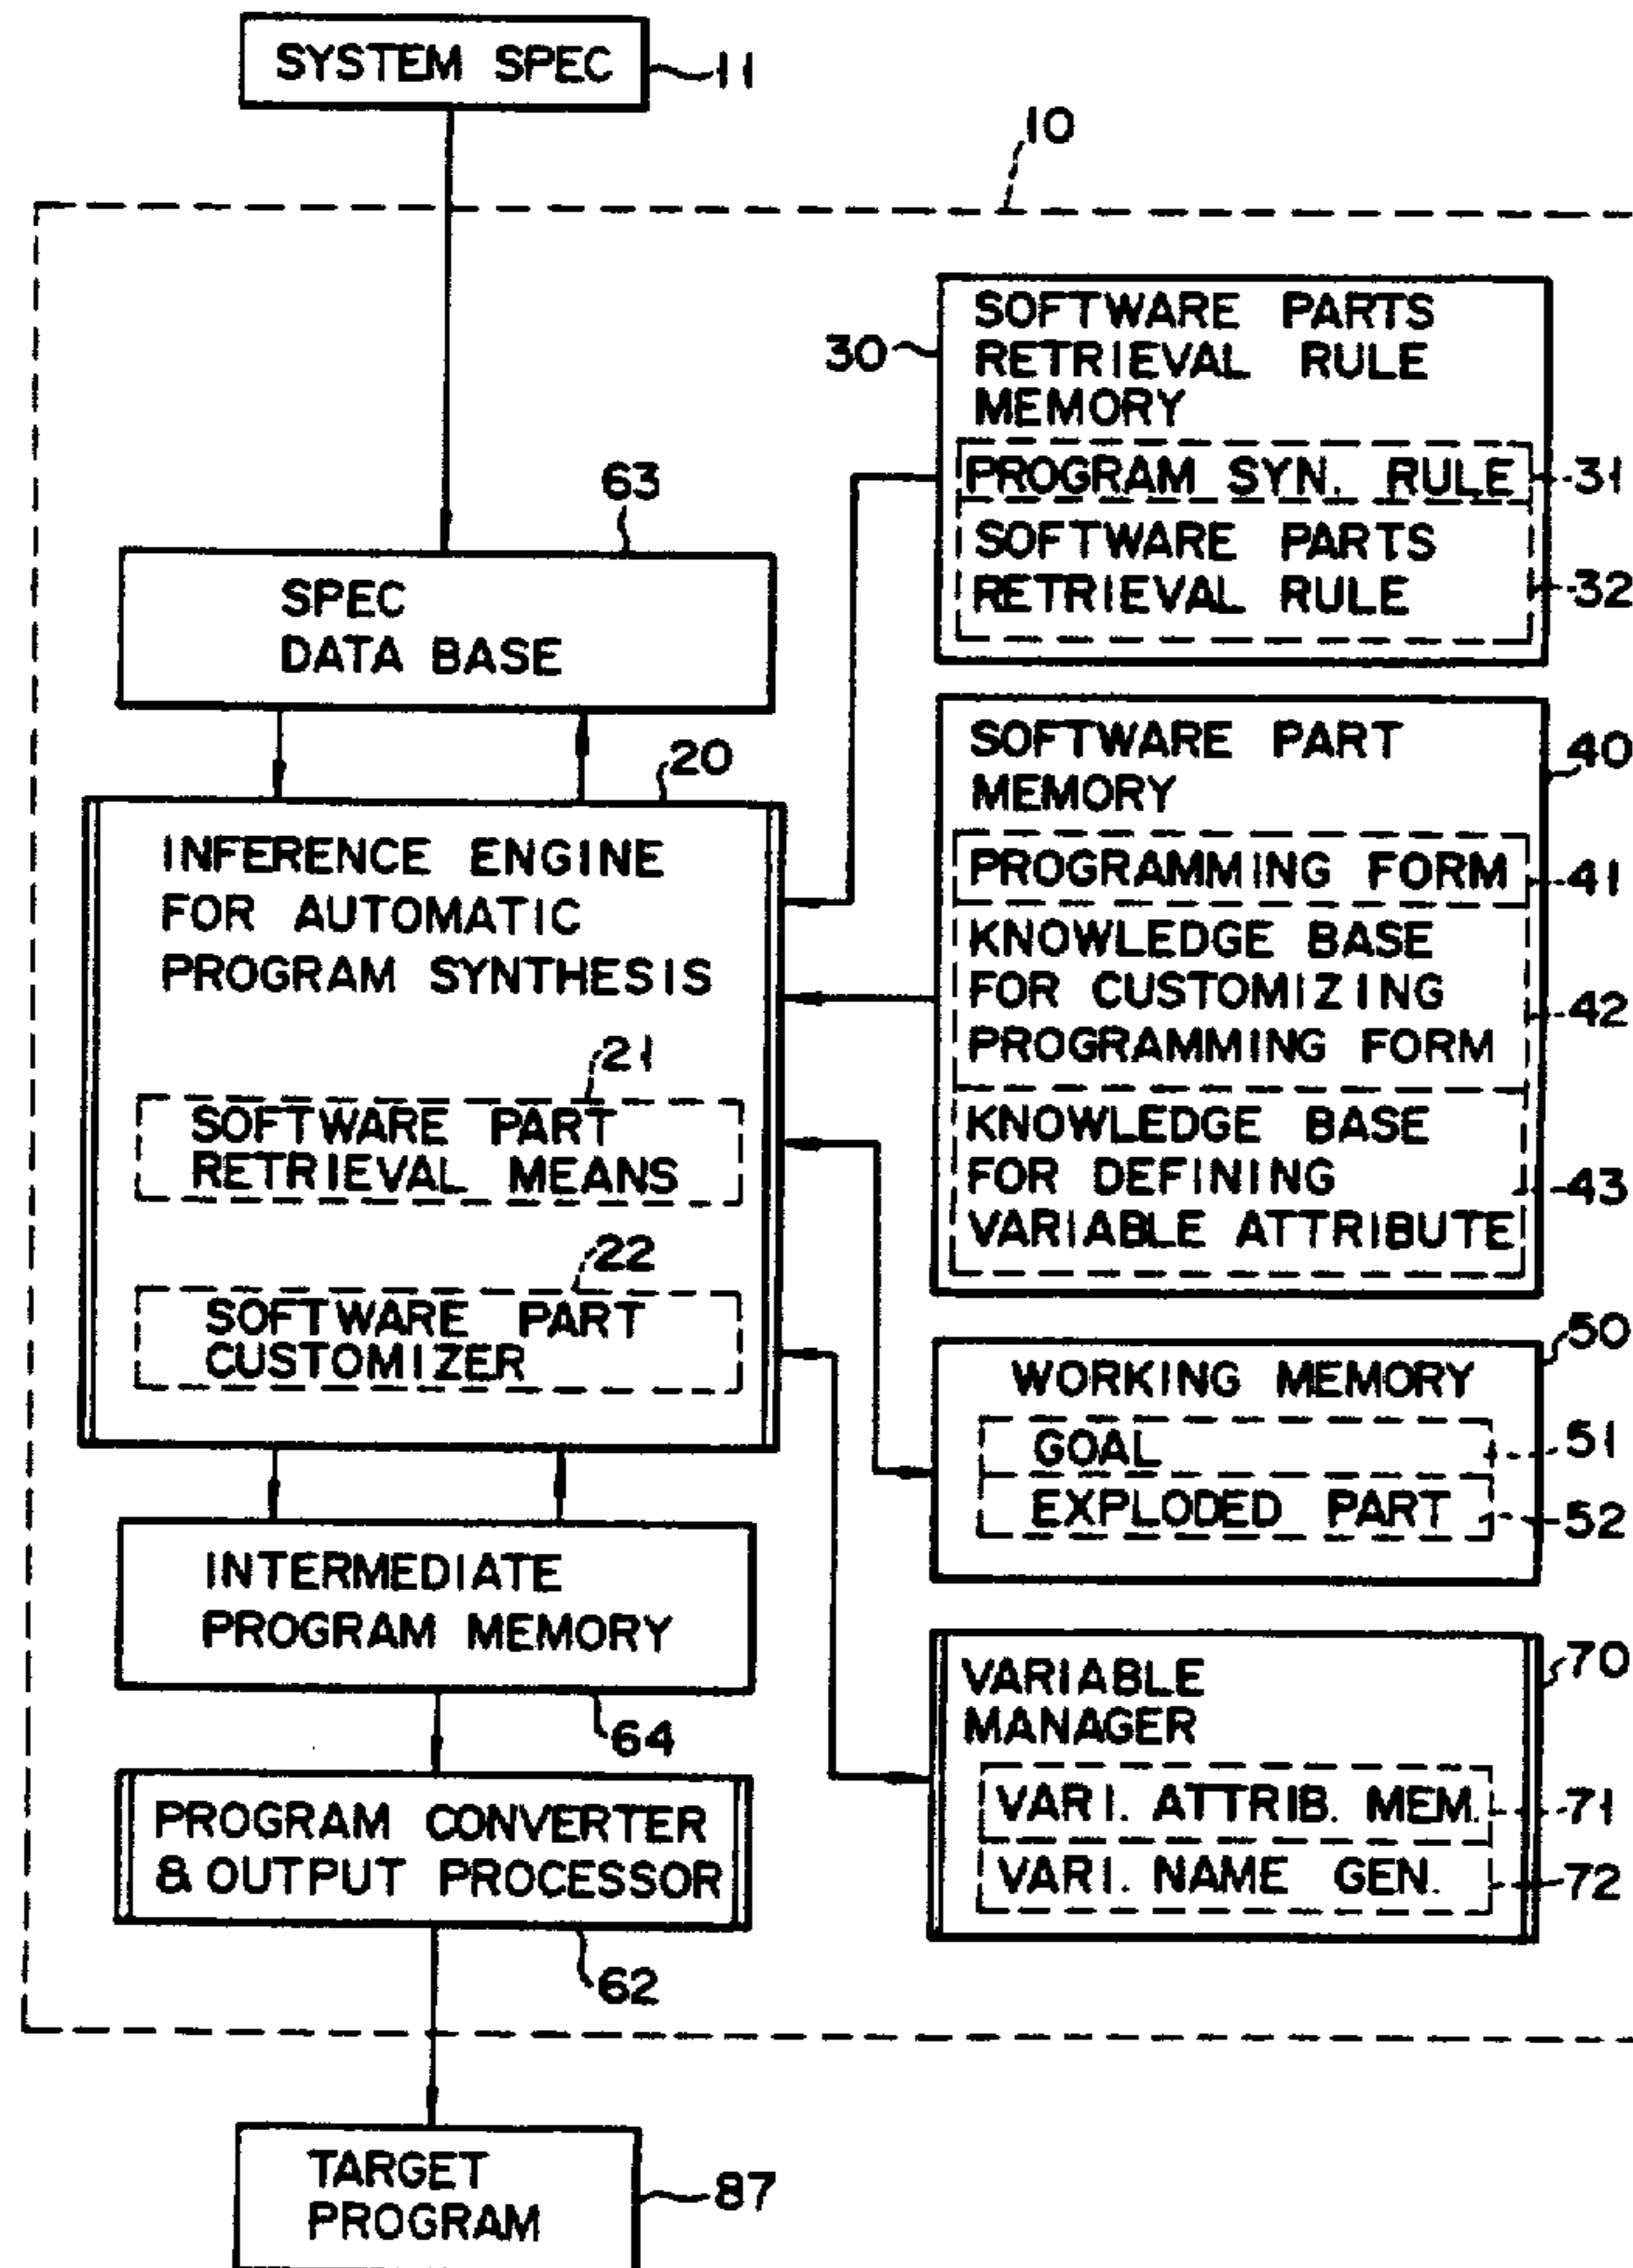 SYSTEM SPEC
11
10
SOFTWARE PARTS
RETRIEVAL RULE
MEMORY
30
PROGRAM SYN. RULE
31
SOFTWARE PARTS
RETRIEVAL RULE
32
63
SPEC
DATA BASE
20
INFERENCE ENGINE
FOR AUTOMATIC
PROGRAM SYNTHESIS
21
SOFTWARE PART
RETRIEVAL MEANS
22
SOFTWARE PART
CUSTOMIZER
SOFTWARE PART
MEMORY
40
PROGRAMMING FORM
41
KNOWLEDGE BASE
FOR CUSTOMIZING
PROGRAMMING FORM
42
KNOWLEDGE BASE
FOR DEFINING
VARIABLE ATTRIBUTE
43
50
WORKING MEMORY
GOAL
51
EXPLODED PART
52
INTERMEDIATE
PROGRAM MEMORY
64
70
VARIABLE
MANAGER
VARI. ATTRIB. MEM.
71
VARI. NAME GEN.
72
PROGRAM CONVERTER
& OUTPUT PROCESSOR
62
TARGET
PROGRAM
87